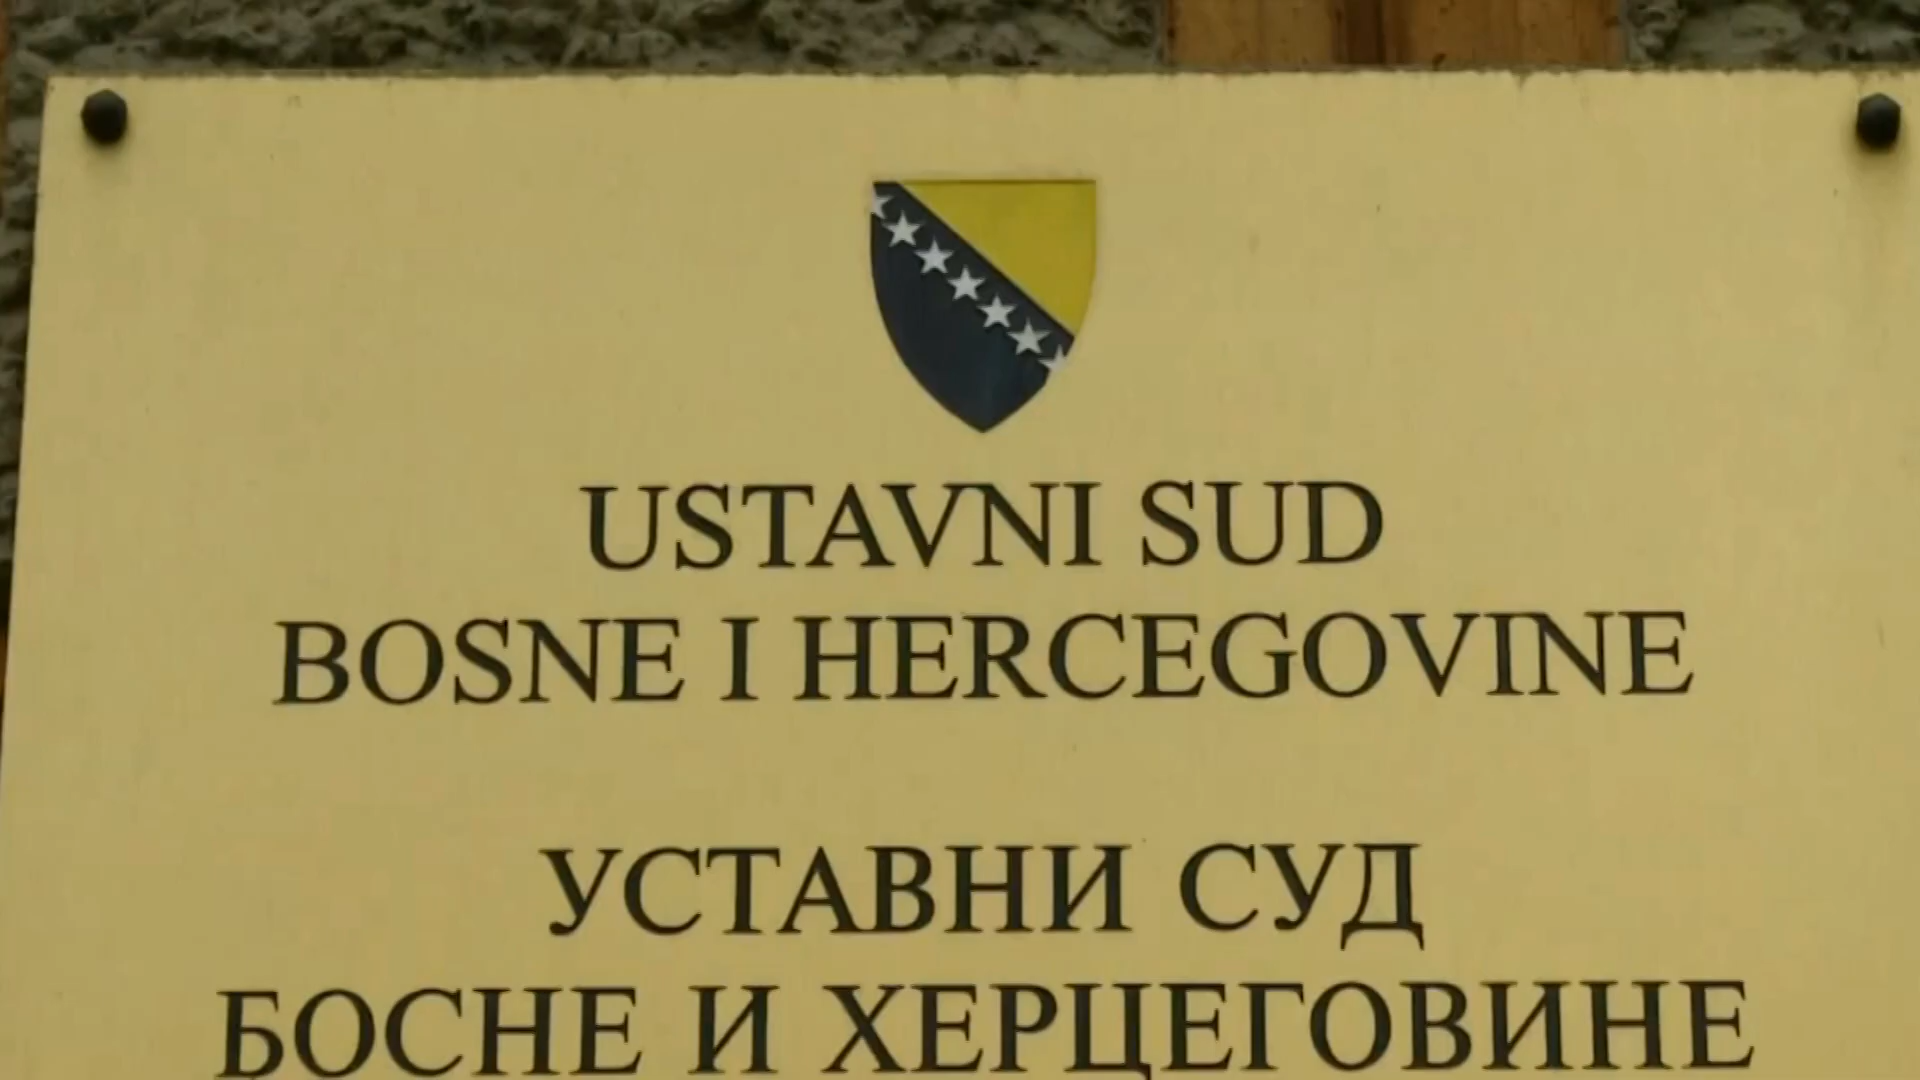 USTAVNI SUD
BOSNE I HERCEGOVINE
УСТАВНИ СУД
БОСНЕ И ХЕРЦЕГОВИНЕ